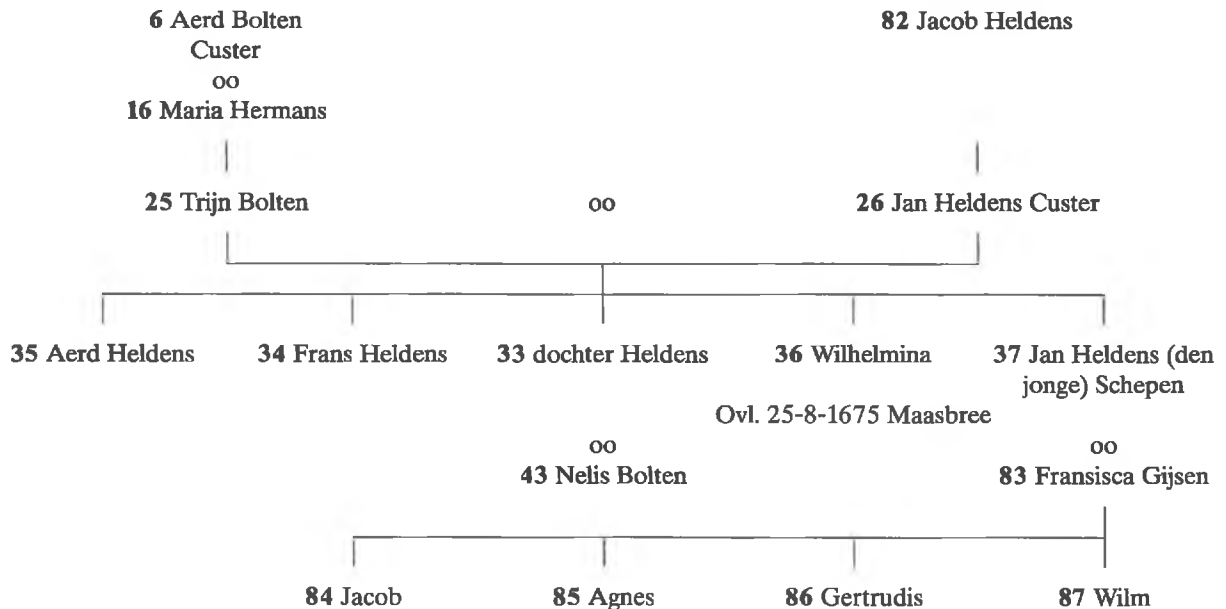 6 Aerd Bolten
Custer
oo
16 Maria Hermans
82 Jacob Heldens
25 Trijn Bolten
oo
26 Jan Heldens Custer
35 Aerd Heldens
34 Frans Heldens
33 dochter Heldens
36 Wilhelmina
37 Jan Heldens (den
jonge) Schepen
Ovl. 25-8-1675 Maasbree
oo
43 Nelis Bolten
oo
83 Fransisca Gijsen
84 Jacob
85 Agnes
86 Gertrudis
87 Wilm